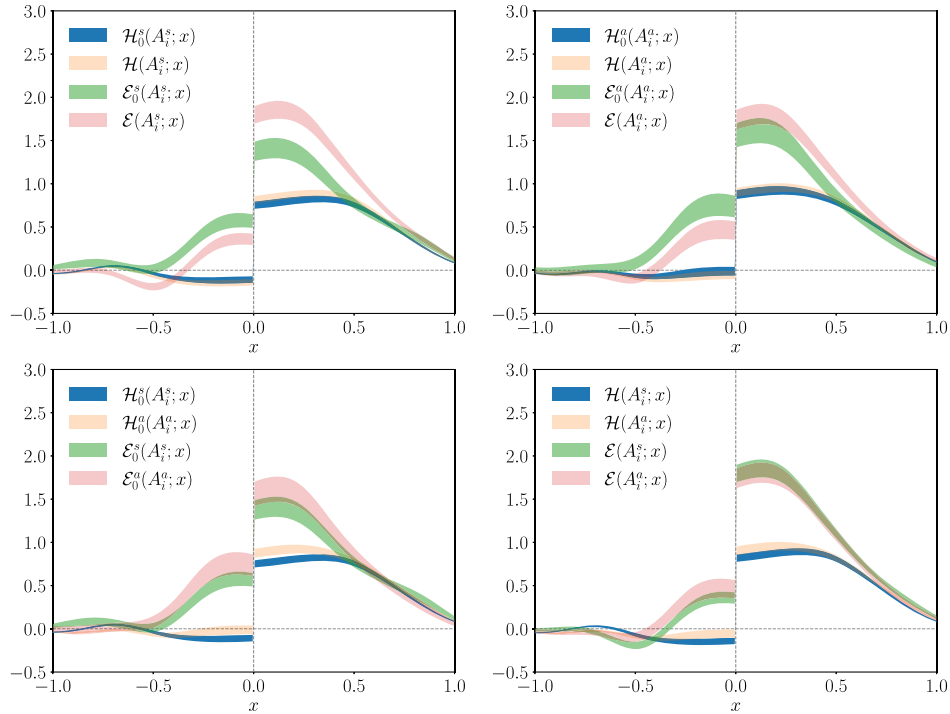 3.0
2.5
2.0
1.5
1.0
0.5
0.0
−0.5
−1.0
−0.5
0.0
0.5
1.0
x
ℋ₀ˢ(Aᵢˢ; x)
ℋ(Aᵢˢ; x)
ℰ₀ˢ(Aᵢˢ; x)
ℰ(Aᵢˢ; x)
3.0
2.5
2.0
1.5
1.0
0.5
0.0
−0.5
−1.0
−0.5
0.0
0.5
1.0
x
ℋ₀ᵃ(Aᵢᵃ; x)
ℋ(Aᵢᵃ; x)
ℰ₀ᵃ(Aᵢᵃ; x)
ℰ(Aᵢᵃ; x)
3.0
2.5
2.0
1.5
1.0
0.5
0.0
−0.5
−1.0
−0.5
0.0
0.5
1.0
x
ℋ₀ˢ(Aᵢˢ; x)
ℋ₀ᵃ(Aᵢᵃ; x)
ℰ₀ˢ(Aᵢˢ; x)
ℰ₀ᵃ(Aᵢᵃ; x)
3.0
2.5
2.0
1.5
1.0
0.5
0.0
−0.5
−1.0
−0.5
0.0
0.5
1.0
x
ℋ(Aᵢˢ; x)
ℋ(Aᵢᵃ; x)
ℰ(Aᵢˢ; x)
ℰ(Aᵢᵃ; x)